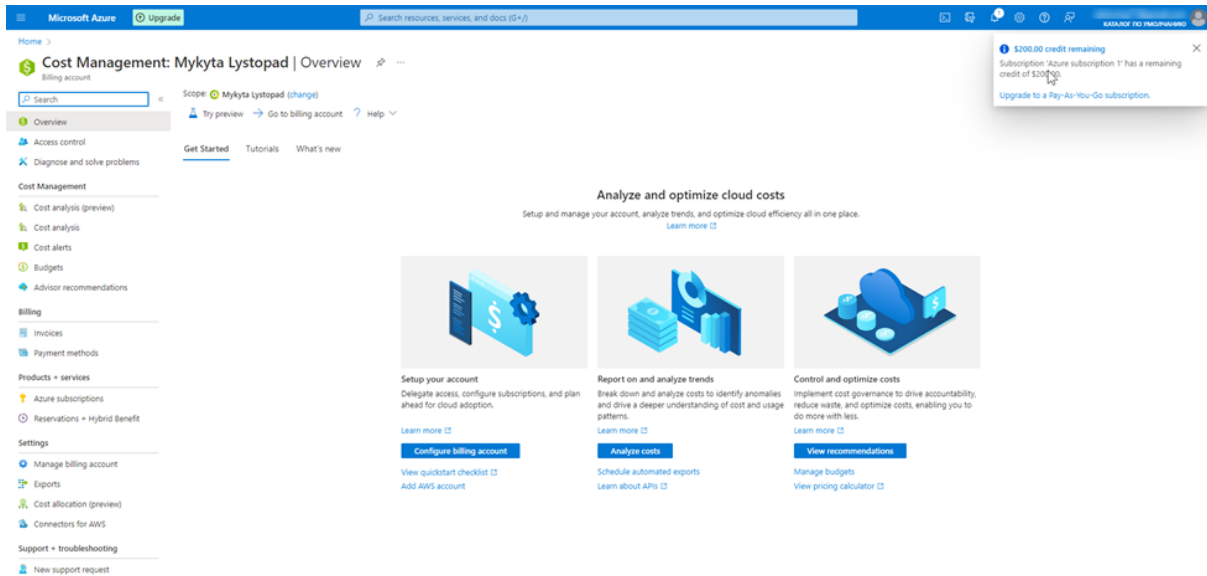 Microsoft Azure
Upgrade
Search resources, services, and docs (G+/)
КАТАЛОГ ПО УМОЛЧАНИЮ
Home >
Cost Management: Mykyta Lystopad | Overview
Billing account
$200.00 credit remaining
Subscription 'Azure subscription 1' has a remaining
credit of $200.00.
Upgrade to a Pay-As-You-Go subscription.
Search
Overview
Access control
Diagnose and solve problems
Cost Management
Cost analysis (preview)
Cost analysis
Cost alerts
Budgets
Advisor recommendations
Billing
Invoices
Payment methods
Products + services
Azure subscriptions
Reservations + Hybrid Benefit
Settings
Manage billing account
Exports
Cost allocation (preview)
Connectors for AWS
Support + troubleshooting
New support request
Scope: Mykyta Lystopad (change)
Try preview Go to billing account ? Help
Get Started Tutorials What's new
Analyze and optimize cloud costs
Setup and manage your account, analyze trends, and optimize cloud efficiency all in one place.
Learn more
Setup your account
Delegate access, configure subscriptions, and plan
ahead for cloud adoption.
Learn more
Configure billing account
View quickstart checklist
Add AWS account
Report on and analyze trends
Break down and analyze costs to identify anomalies
and drive a deeper understanding of cost and usage
patterns.
Learn more
Analyze costs
Schedule automated exports
Learn about APIs
Control and optimize costs
Implement cost governance to drive accountability,
reduce waste, and optimize costs, enabling you to
do more with less.
Learn more
View recommendations
Manage budgets
View pricing calculator